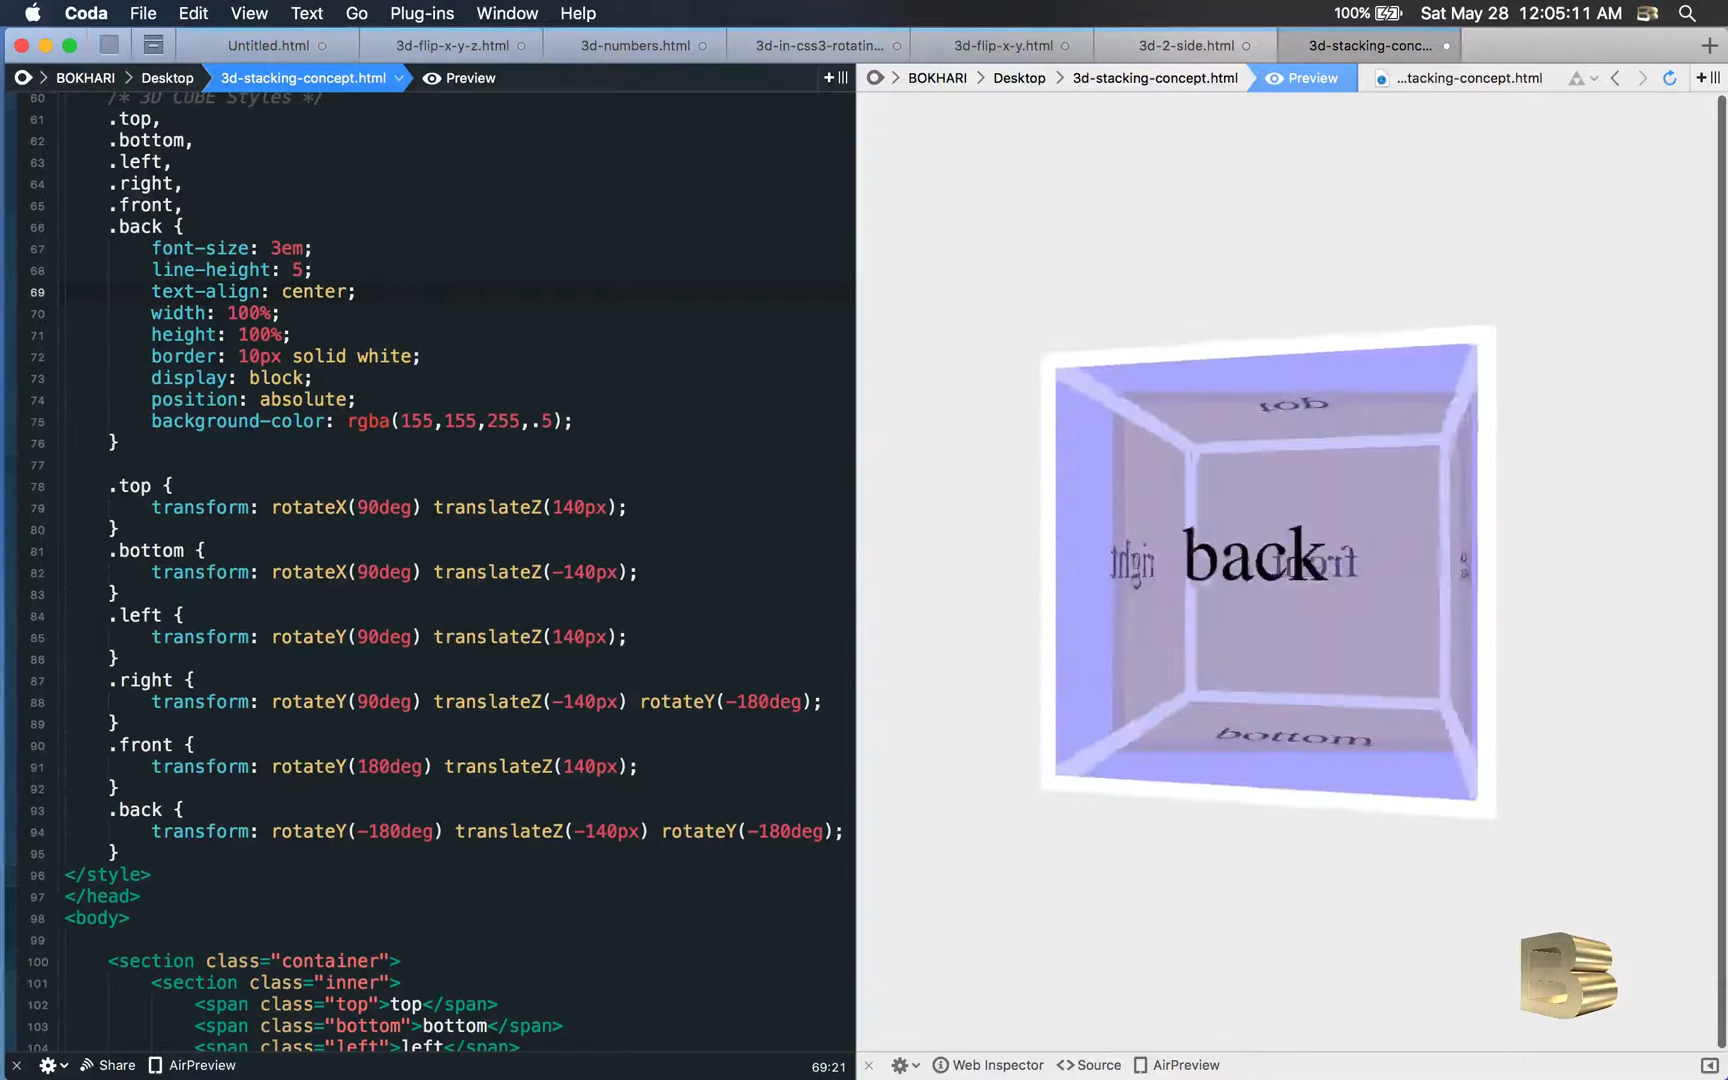 Coda File Edit View Text Go Plug-ins Window Help 100% Sat May 28 12:05:11 AM
Untitled.html 3d-flip-x-y-z.html 3d-numbers.html 3d-in-css3-rotatin... 3d-flip-x-y.html 3d-2-side.html 3d-stacking-conc...
BOKHARI Desktop 3d-stacking-concept.html Preview
BOKHARI Desktop 3d-stacking-concept.html Preview ...tacking-concept.html
60 /* 3D CUBE Styles */
61 .top,
62 .bottom,
63 .left,
64 .right,
65 .front,
66 .back {
67 font-size: 3em;
68 line-height: 5;
69 text-align: center;
70 width: 100%;
71 height: 100%;
72 border: 10px solid white;
73 display: block;
74 position: absolute;
75 background-color: rgba(155,155,255,.5);
76 }
77
78 .top {
79 transform: rotateX(90deg) translateZ(140px);
80 }
81 .bottom {
82 transform: rotateX(90deg) translateZ(-140px);
83 }
84 .left {
85 transform: rotateY(90deg) translateZ(140px);
86 }
87 .right {
88 transform: rotateY(90deg) translateZ(-140px) rotateY(-180deg);
89 }
90 .front {
91 transform: rotateY(180deg) translateZ(140px);
92 }
93 .back {
94 transform: rotateY(-180deg) translateZ(-140px) rotateY(-180deg);
95 }
96 </style>
97 </head>
98 <body>
99
100 <section class="container">
101 <section class="inner">
102 <span class="top">top</span>
103 <span class="bottom">bottom</span>
104 <span class="left">left</span>
top
right
back
front
bottom
B
Share AirPreview 69:21
Web Inspector Source AirPreview